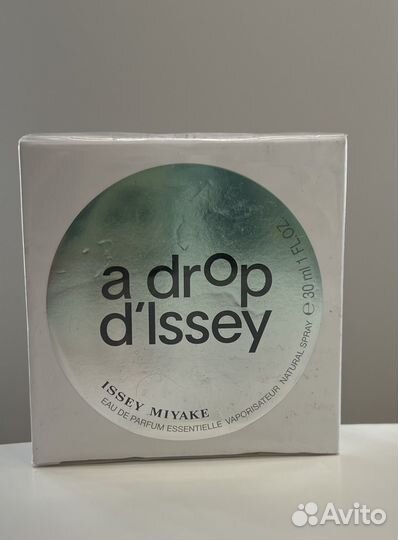 a drop
d'Issey
ISSEY MIYAKE
EAU DE PARFUM ESSENTIELLE VAPORISATEUR NATURAL SPRAY e 30 ml 1 FL.OZ.
Avito